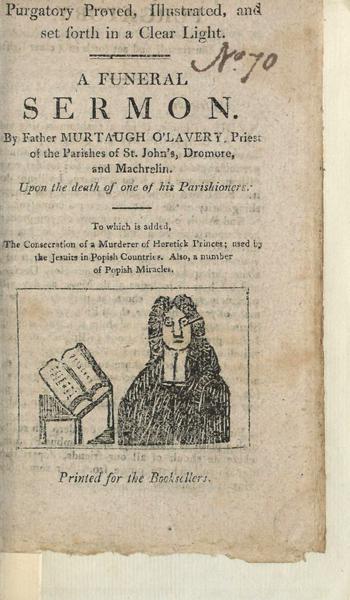 Purgatory Proved, Illustrated, and
set forth in a Clear Light.
No 70
A FUNERAL
SERMON.
By Father MURTAUGH O'LAVERY, Priest
of the Parishes of St. John's, Dromore,
and Machrelin.
Upon the death of one of his Parishioners.
To which is added,
The Consecration of a Murderer of Heretick Princes; used by
the Jesuits in Popish Countries. Also, a number
of Popish Miracles.
Printed for the Booksellers.